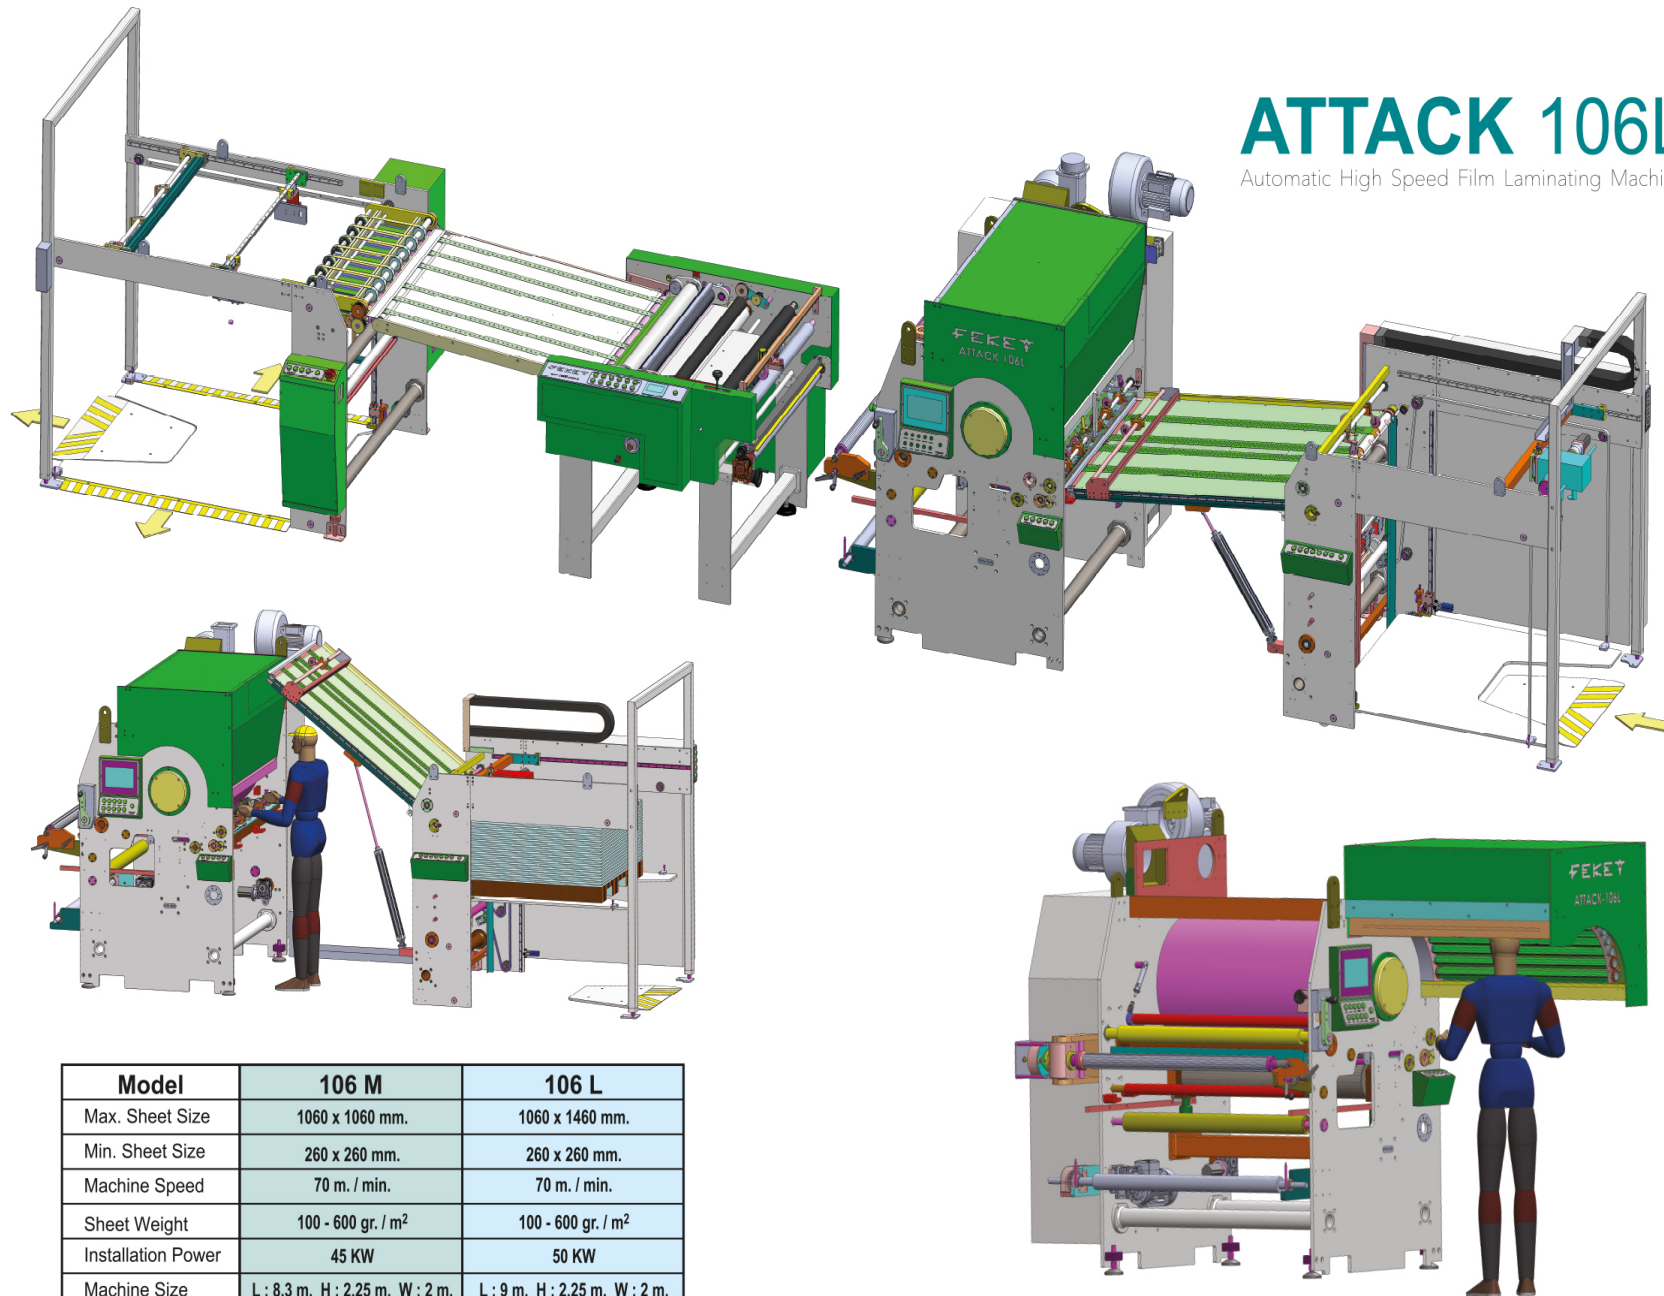 ATTACK 106L
Automatic High Speed Film Laminating Machi
FEKET
ATTACK 106L
FEKET
FEKET
ATTACK-106L
Model 106 M 106 L
Max. Sheet Size 1060 x 1060 mm. 1060 x 1460 mm.
Min. Sheet Size 260 x 260 mm. 260 x 260 mm.
Machine Speed 70 m. / min. 70 m. / min.
Sheet Weight 100 - 600 gr. / m² 100 - 600 gr. / m²
Installation Power 45 KW 50 KW
Machine Size L : 8.3 m. H : 2.25 m. W : 2 m. L : 9 m. H : 2.25 m. W : 2 m.